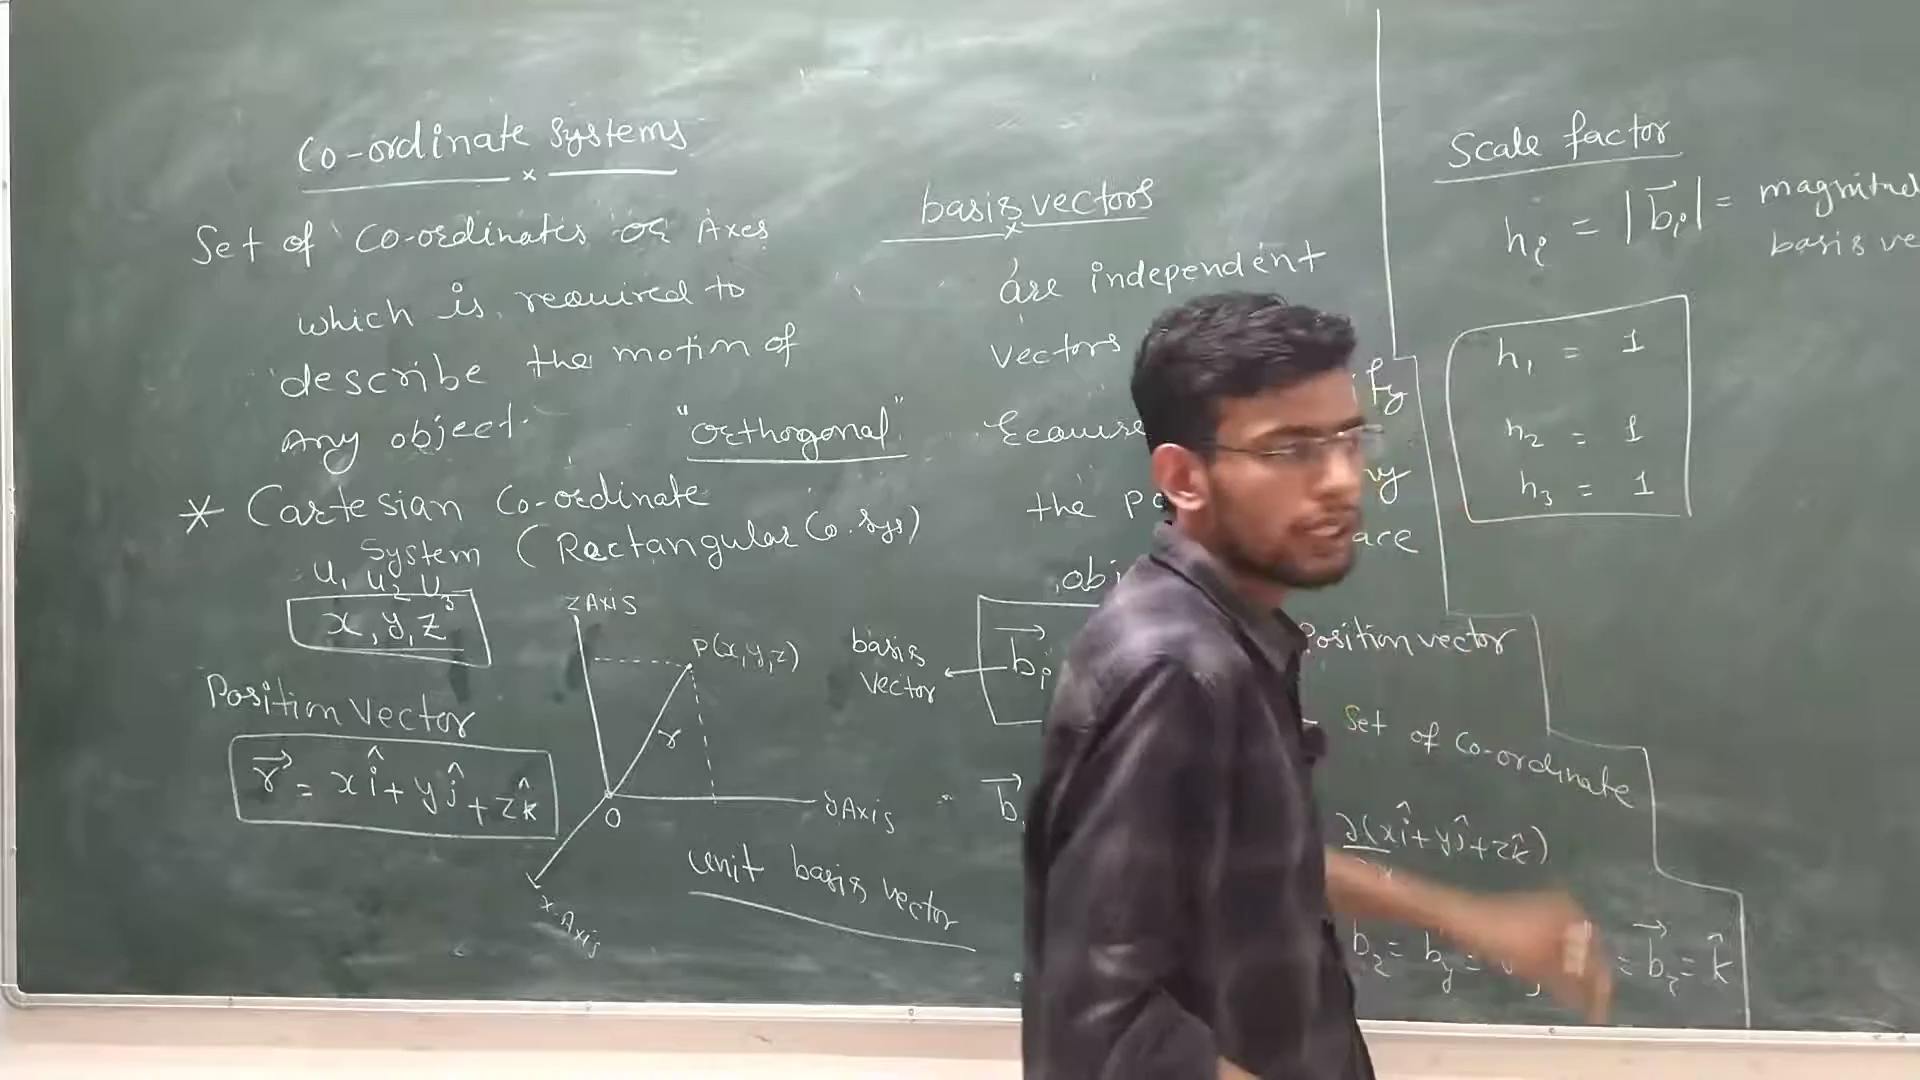 Co-ordinate Systems
Set of Co-ordinates or Axes
which is required to
describe the motion of
Any object.
"Orthogonal"
* Cartesian Co-ordinate
System (Rectangular Co. Sys)
u₁ u₂ u₃
x, y, z
Position Vector
r⃗ = xî + yĵ + zk̂
z Axis
P(x, y, z)
r
O
y Axis
x-Axis
unit basis vector
basis vectors
are independent
vectors
the
basis
vector
b⃗ᵢ
Position vector
Set of Co-ordinate
b⃗
∂(xî + yĵ + zk̂)
b₂ = b_y =
= b⃗_z = k̂
Scale factor
hᵢ = |b⃗ᵢ| =
basis
h₁ = 1
h₂ = 1
h₃ = 1